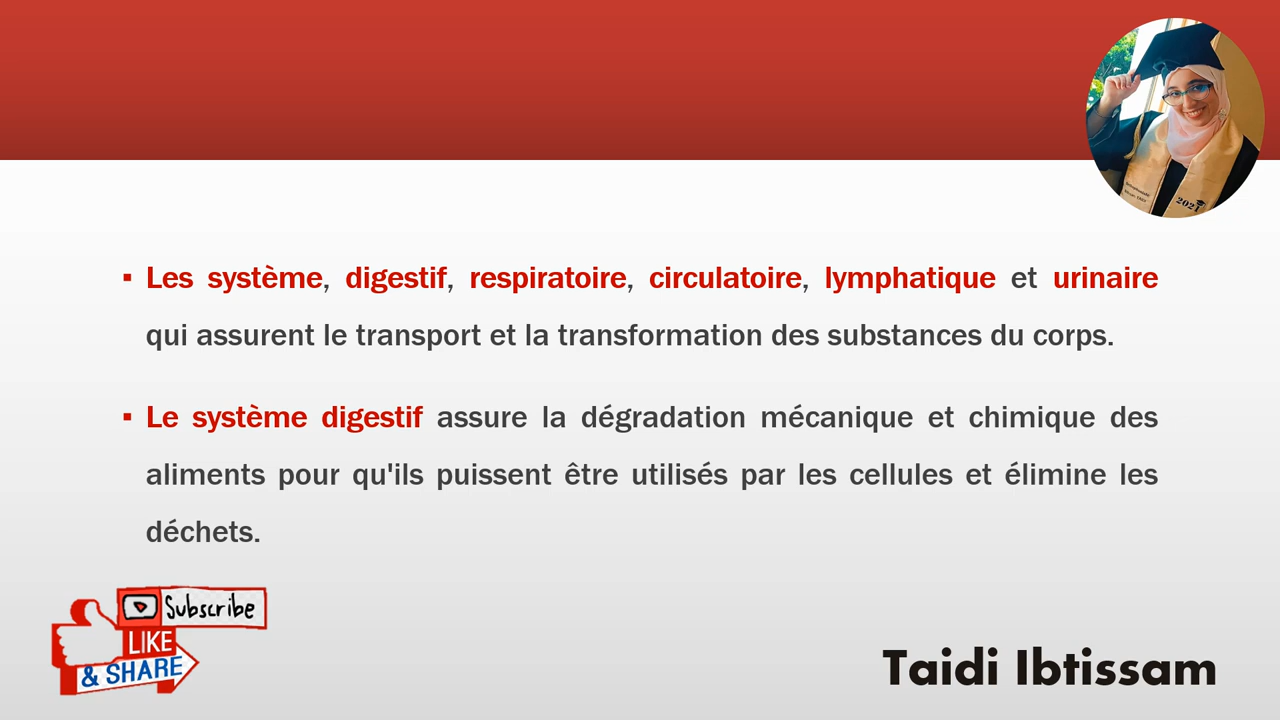 2021
▪ Les système, digestif, respiratoire, circulatoire, lymphatique et urinaire
qui assurent le transport et la transformation des substances du corps.
▪ Le système digestif assure la dégradation mécanique et chimique des
aliments pour qu'ils puissent être utilisés par les cellules et élimine les
déchets.
Subscribe
LIKE
& SHARE
Taidi Ibtissam